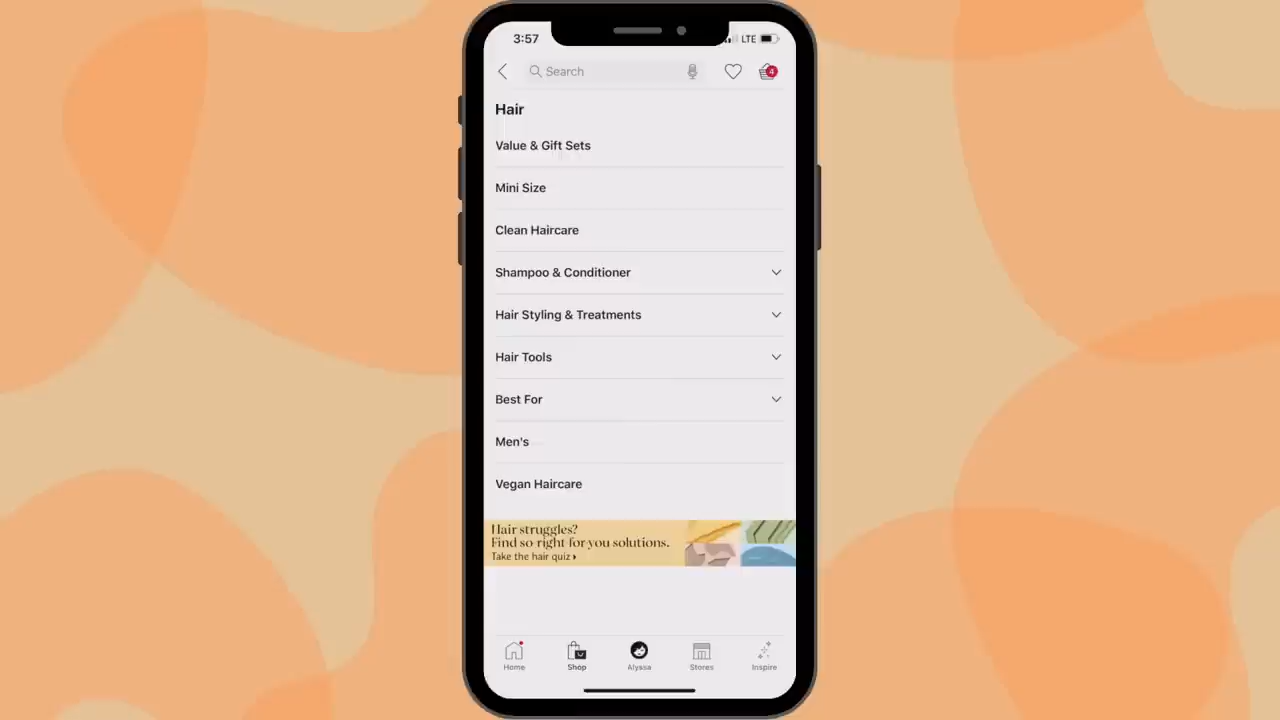 3:57
LTE
Search
4
Hair
Value & Gift Sets
Mini Size
Clean Haircare
Shampoo & Conditioner
Hair Styling & Treatments
Hair Tools
Best For
Men's
Vegan Haircare
Hair struggles?
Find so-right-for-you solutions.
Take the hair quiz
Home
Shop
Alyssa
Stores
Inspire